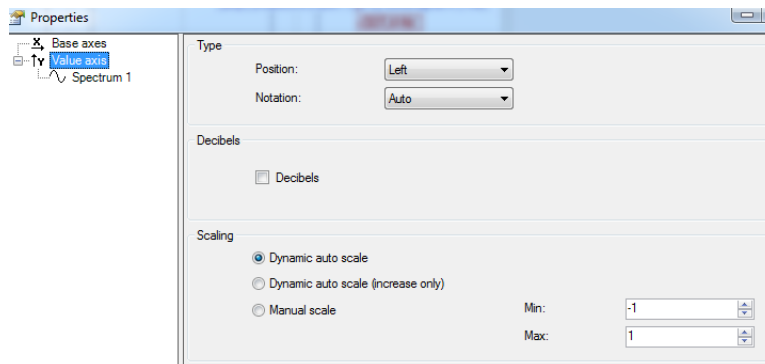 Properties
X Base axes
Y Value axis
Spectrum 1
Type
Position: Left
Notation: Auto
Decibels
Decibels
Scaling
Dynamic auto scale
Dynamic auto scale (increase only)
Manual scale Min: -1
Max: 1